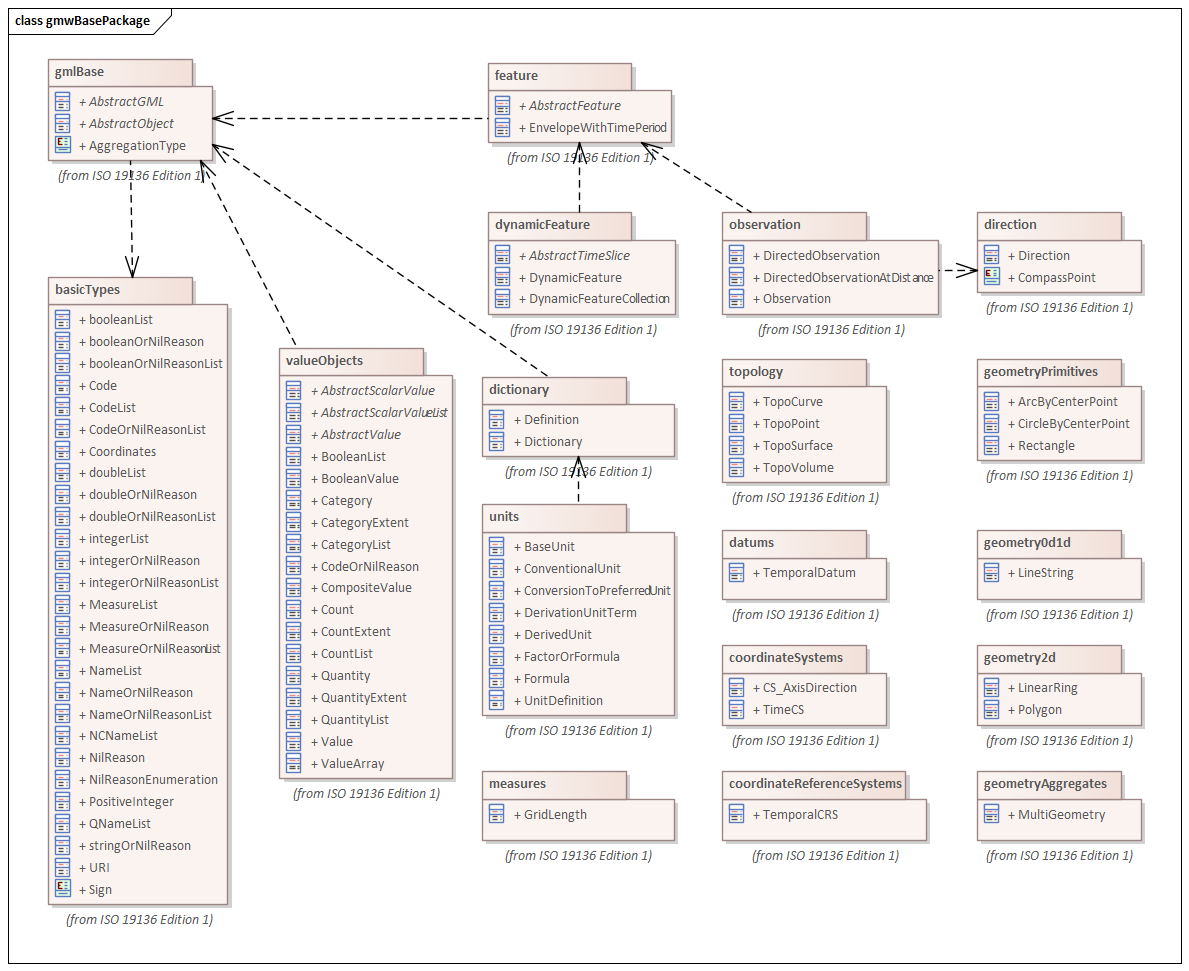 class gmwBasePackage
gmlBase
+ AbstractGML
+ AbstractObject
+ AggregationType
(from ISO 19136 Edition 1)
feature
+ AbstractFeature
+ EnvelopeWithTimePeriod
(from ISO 19136 Edition 1)
dynamicFeature
+ AbstractTimeSlice
+ DynamicFeature
+ DynamicFeatureCollection
(from ISO 19136 Edition 1)
observation
+ DirectedObservation
+ DirectedObservationAtDistance
+ Observation
(from ISO 19136 Edition 1)
direction
+ Direction
+ CompassPoint
(from ISO 19136 Edition 1)
basicTypes
+ booleanList
+ booleanOrNilReason
+ booleanOrNilReasonList
+ Code
+ CodeList
+ CodeOrNilReasonList
+ Coordinates
+ doubleList
+ doubleOrNilReason
+ doubleOrNilReasonList
+ integerList
+ integerOrNilReason
+ integerOrNilReasonList
+ MeasureList
+ MeasureOrNilReason
+ MeasureOrNilReasonList
+ NameList
+ NameOrNilReason
+ NameOrNilReasonList
+ NCNameList
+ NilReason
+ NilReasonEnumeration
+ PositiveInteger
+ QNameList
+ stringOrNilReason
+ URI
+ Sign
(from ISO 19136 Edition 1)
valueObjects
+ AbstractScalarValue
+ AbstractScalarValueList
+ AbstractValue
+ BooleanList
+ BooleanValue
+ Category
+ CategoryExtent
+ CategoryList
+ CodeOrNilReason
+ CompositeValue
+ Count
+ CountExtent
+ CountList
+ Quantity
+ QuantityExtent
+ QuantityList
+ Value
+ ValueArray
(from ISO 19136 Edition 1)
dictionary
+ Definition
+ Dictionary
(from ISO 19136 Edition 1)
units
+ BaseUnit
+ ConventionalUnit
+ ConversionToPreferredUnit
+ DerivationUnitTerm
+ DerivedUnit
+ FactorOrFormula
+ Formula
+ UnitDefinition
(from ISO 19136 Edition 1)
measures
+ GridLength
(from ISO 19136 Edition 1)
topology
+ TopoCurve
+ TopoPoint
+ TopoSurface
+ TopoVolume
(from ISO 19136 Edition 1)
datums
+ TemporalDatum
(from ISO 19136 Edition 1)
coordinateSystems
+ CS_AxisDirection
+ TimeCS
(from ISO 19136 Edition 1)
coordinateReferenceSystems
+ TemporalCRS
(from ISO 19136 Edition 1)
geometryPrimitives
+ ArcByCenterPoint
+ CircleByCenterPoint
+ Rectangle
(from ISO 19136 Edition 1)
geometry0d1d
+ LineString
(from ISO 19136 Edition 1)
geometry2d
+ LinearRing
+ Polygon
(from ISO 19136 Edition 1)
geometryAggregates
+ MultiGeometry
(from ISO 19136 Edition 1)